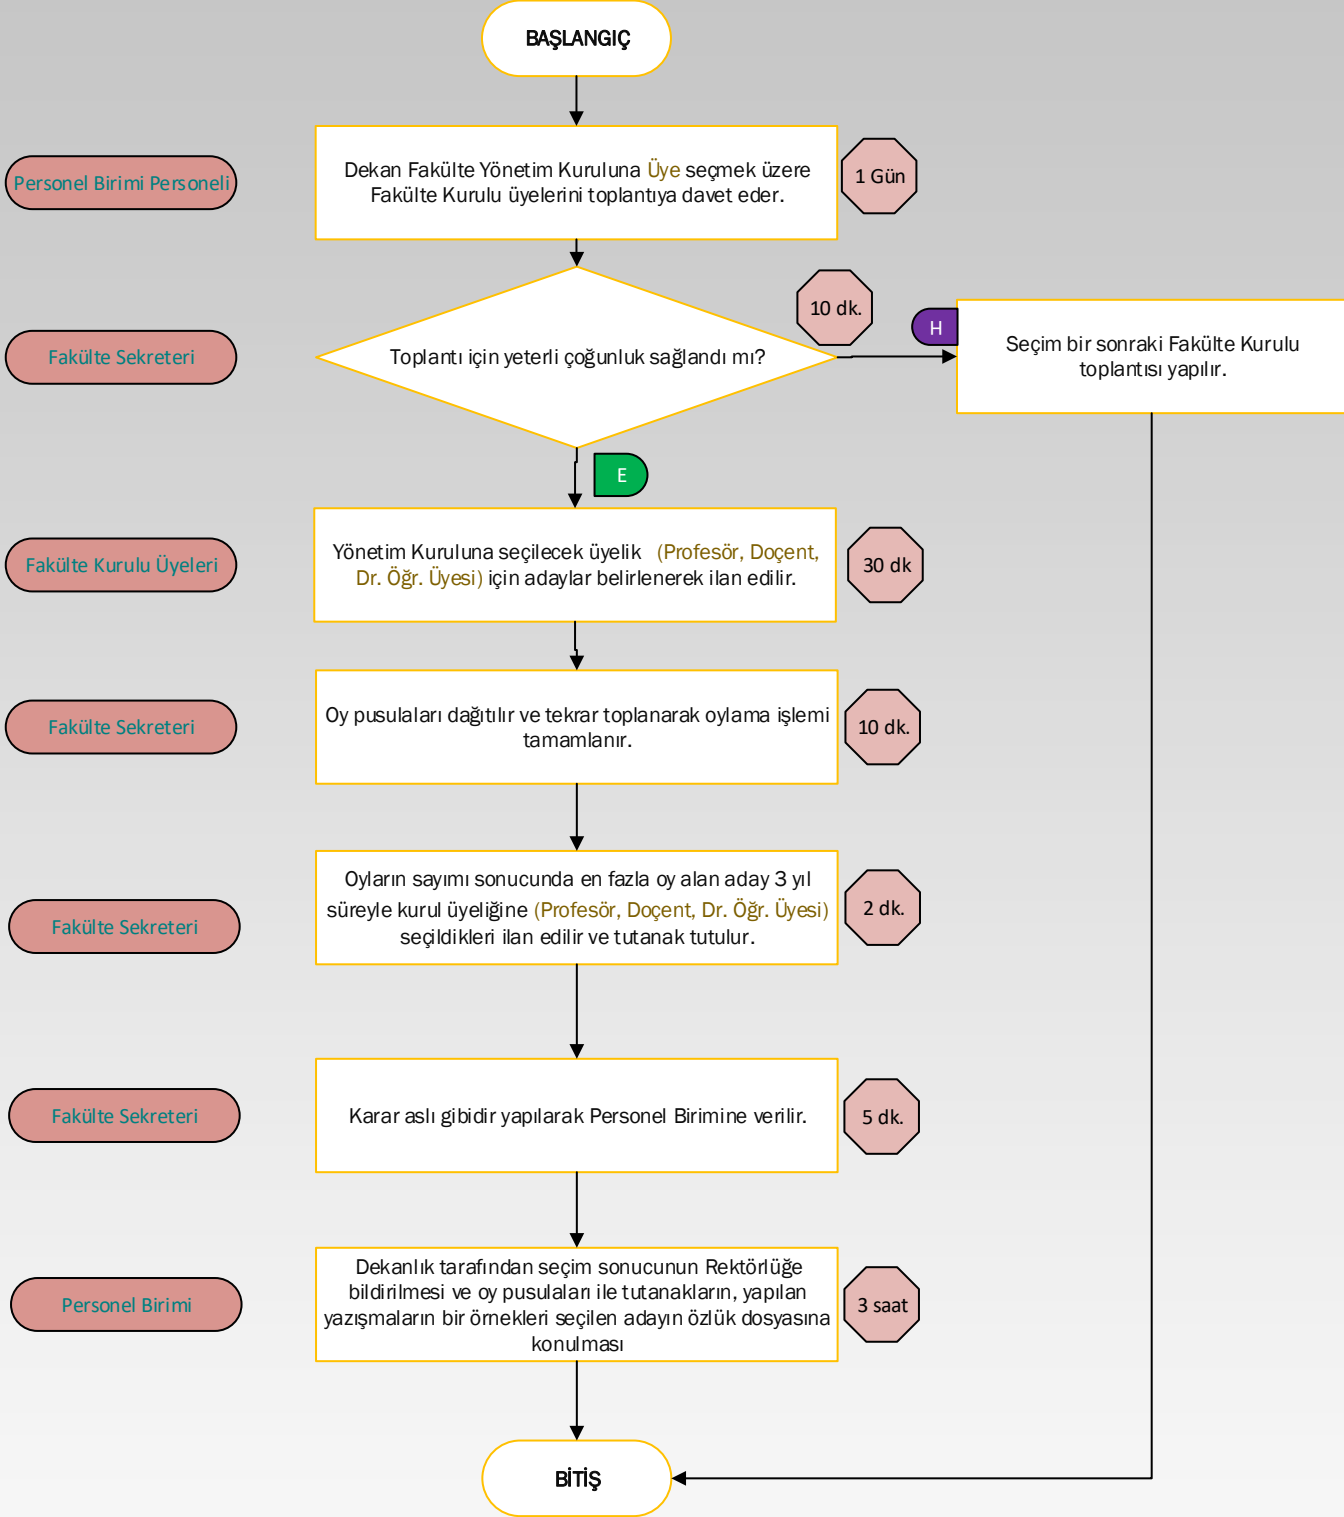 BAŞLANGIÇ
Personel Birimi Personeli
Dekan Fakülte Yönetim Kuruluna Üye seçmek üzere
Fakülte Kurulu üyelerini toplantıya davet eder.
1 Gün
Fakülte Sekreteri
Toplantı için yeterli çoğunluk sağlandı mı?
10 dk.
H
Seçim bir sonraki Fakülte Kurulu
toplantısı yapılır.
E
Fakülte Kurulu Üyeleri
Yönetim Kuruluna seçilecek üyelik (Profesör, Doçent,
Dr. Öğr. Üyesi) için adaylar belirlenerek ilan edilir.
30 dk
Fakülte Sekreteri
Oy pusulaları dağıtılır ve tekrar toplanarak oylama işlemi
tamamlanır.
10 dk.
Fakülte Sekreteri
Oyların sayımı sonucunda en fazla oy alan aday 3 yıl
süreyle kurul üyeliğine (Profesör, Doçent, Dr. Öğr. Üyesi)
seçildikleri ilan edilir ve tutanak tutulur.
2 dk.
Fakülte Sekreteri
Karar aslı gibidir yapılarak Personel Birimine verilir.
5 dk.
Personel Birimi
Dekanlık tarafından seçim sonucunun Rektörlüğe
bildirilmesi ve oy pusulaları ile tutanakların, yapılan
yazışmaların bir örnekleri seçilen adayın özlük dosyasına
konulması
3 saat
BİTİŞ